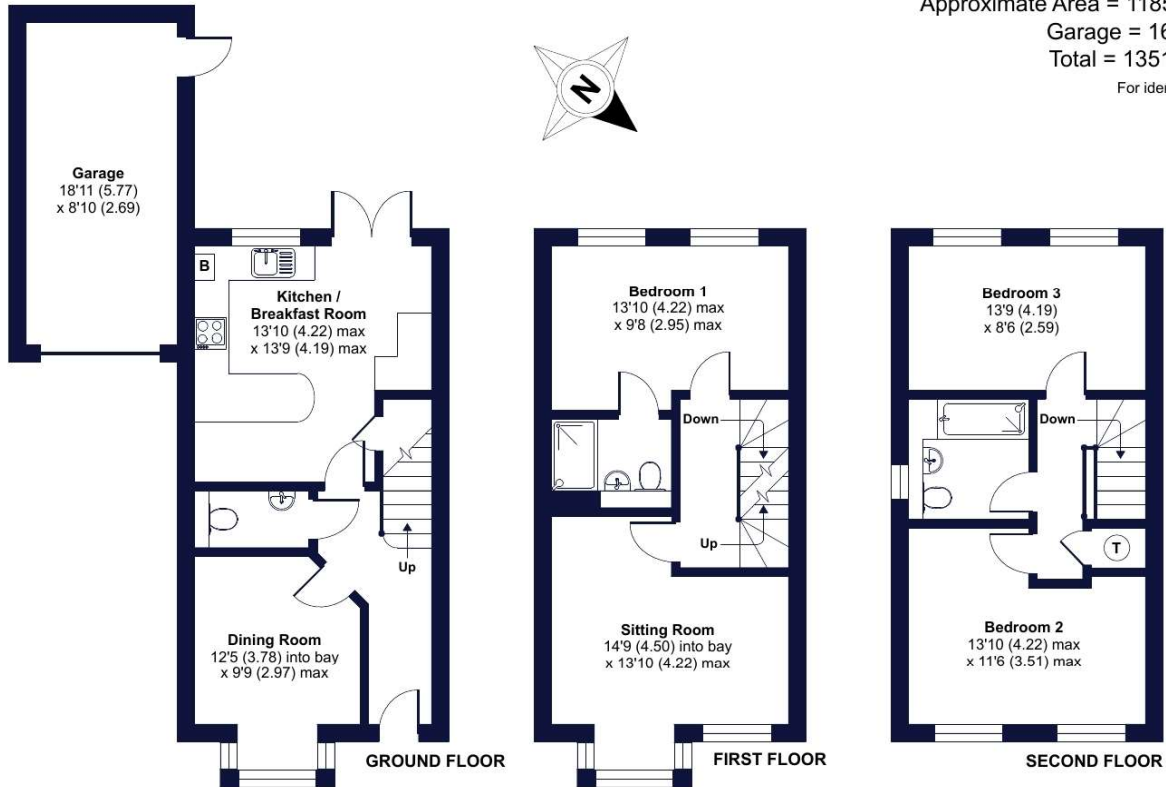 Approximate Area = 1185
Garage = 16
Total = 1351
For iden
N
Garage
18'11 (5.77)
x 8'10 (2.69)
B
Kitchen /
Breakfast Room
13'10 (4.22) max
x 13'9 (4.19) max
Up
Dining Room
12'5 (3.78) into bay
x 9'9 (2.97) max
GROUND FLOOR
Bedroom 1
13'10 (4.22) max
x 9'8 (2.95) max
Down
Up
Sitting Room
14'9 (4.50) into bay
x 13'10 (4.22) max
FIRST FLOOR
Bedroom 3
13'9 (4.19)
x 8'6 (2.59)
Down
T
Bedroom 2
13'10 (4.22) max
x 11'6 (3.51) max
SECOND FLOOR